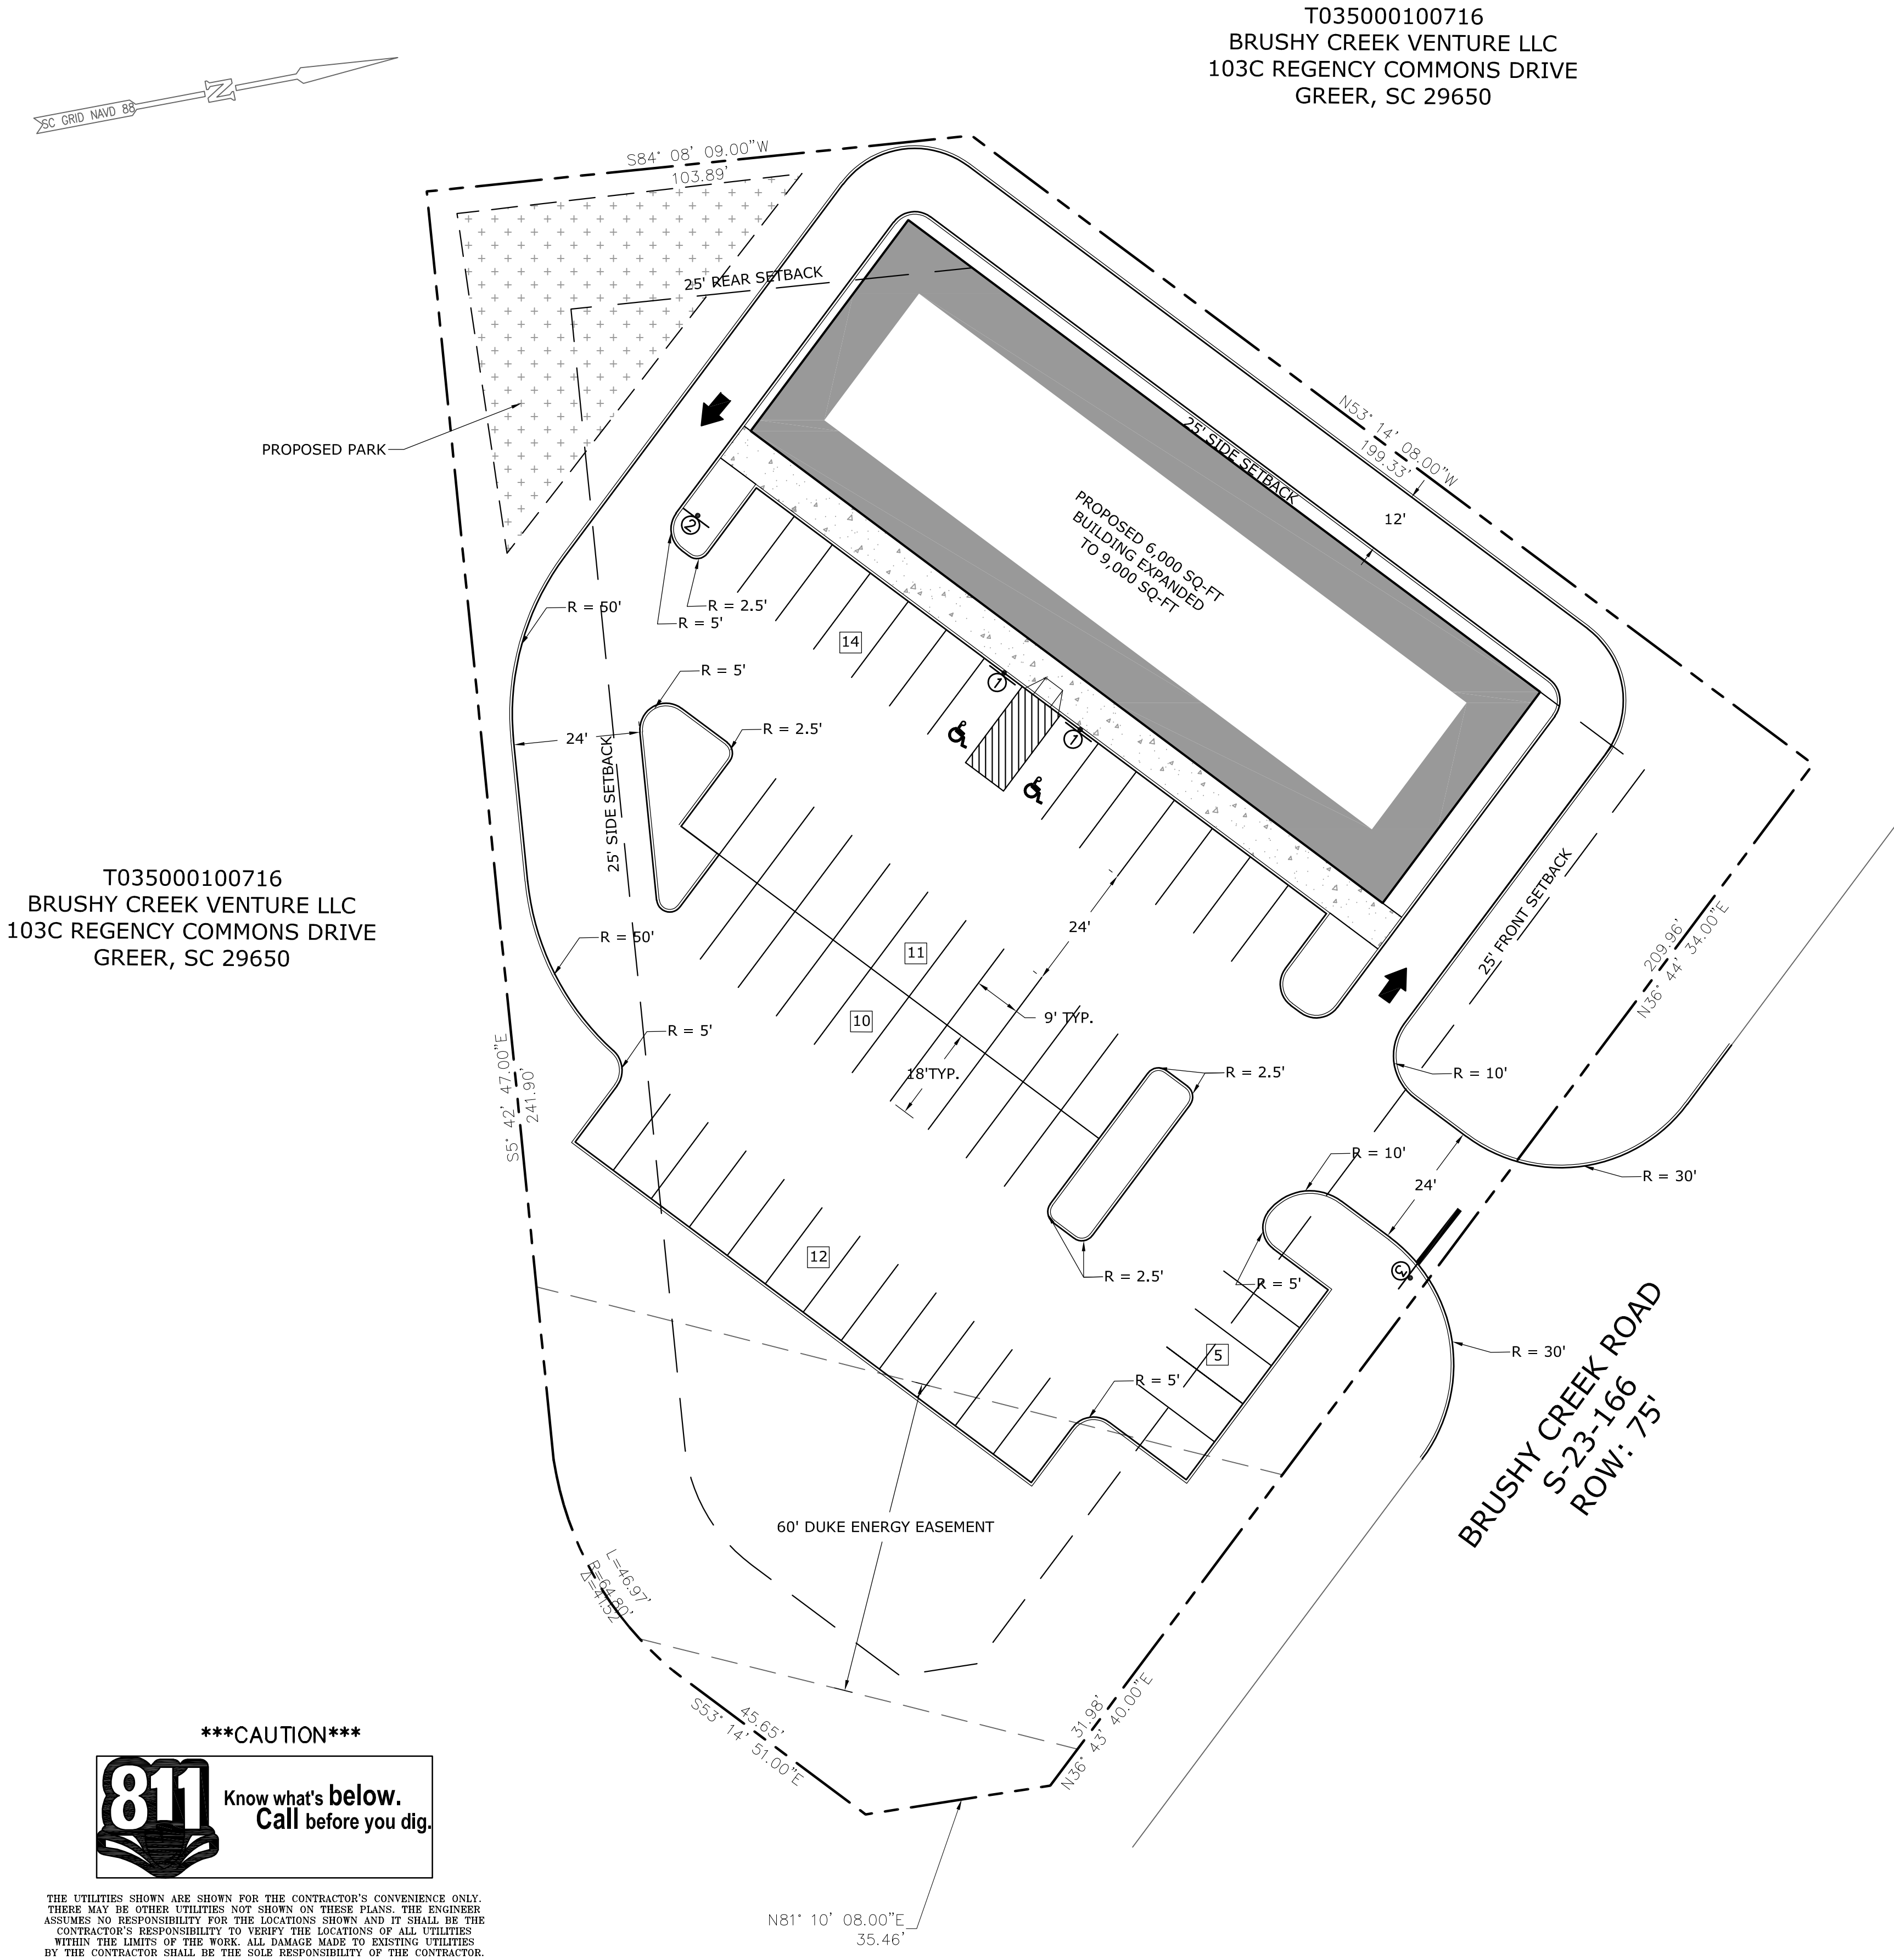 T035000100716
BRUSHY CREEK VENTURE LLC
103C REGENCY COMMONS DRIVE
GREER, SC 29650
SC GRID NAVD 88
N
S84° 08' 09.00"W
103.89'
25' REAR SETBACK
PROPOSED PARK
N53° 14' 08.00"W
199.33'
25' SIDE SETBACK
12'
PROPOSED 6,000 SQ-FT
BUILDING EXPANDED
TO 9,000 SQ-FT
2
R = 50'
R = 2.5'
R = 5'
14
R = 5'
1
R = 2.5'
1
24'
25' SIDE SETBACK
T035000100716
BRUSHY CREEK VENTURE LLC
103C REGENCY COMMONS DRIVE
GREER, SC 29650
25' FRONT SETBACK
209.96'
N36° 44' 34.00"E
R = 50'
24'
11
10
9' TYP.
R = 5'
18'TYP.
R = 2.5'
R = 10'
S5° 42' 47.00"E
241.90'
R = 10'
R = 30'
24'
12
R = 2.5'
R = 5'
3
5
R = 30'
R = 5'
BRUSHY CREEK ROAD
S-23-166
ROW: 75'
60' DUKE ENERGY EASEMENT
L=46.97'
R=64.80'
Δ=41.52
45.65'
S53° 14' 51.00"E
31.98'
N36° 43' 40.00"E
N81° 10' 08.00"E
35.46'
***CAUTION***
811
Know what's below.
Call before you dig.
THE UTILITIES SHOWN ARE SHOWN FOR THE CONTRACTOR'S CONVENIENCE ONLY.
THERE MAY BE OTHER UTILITIES NOT SHOWN ON THESE PLANS. THE ENGINEER
ASSUMES NO RESPONSIBILITY FOR THE LOCATIONS SHOWN AND IT SHALL BE THE
CONTRACTOR'S RESPONSIBILITY TO VERIFY THE LOCATIONS OF ALL UTILITIES
WITHIN THE LIMITS OF THE WORK. ALL DAMAGE MADE TO EXISTING UTILITIES
BY THE CONTRACTOR SHALL BE THE SOLE RESPONSIBILITY OF THE CONTRACTOR.